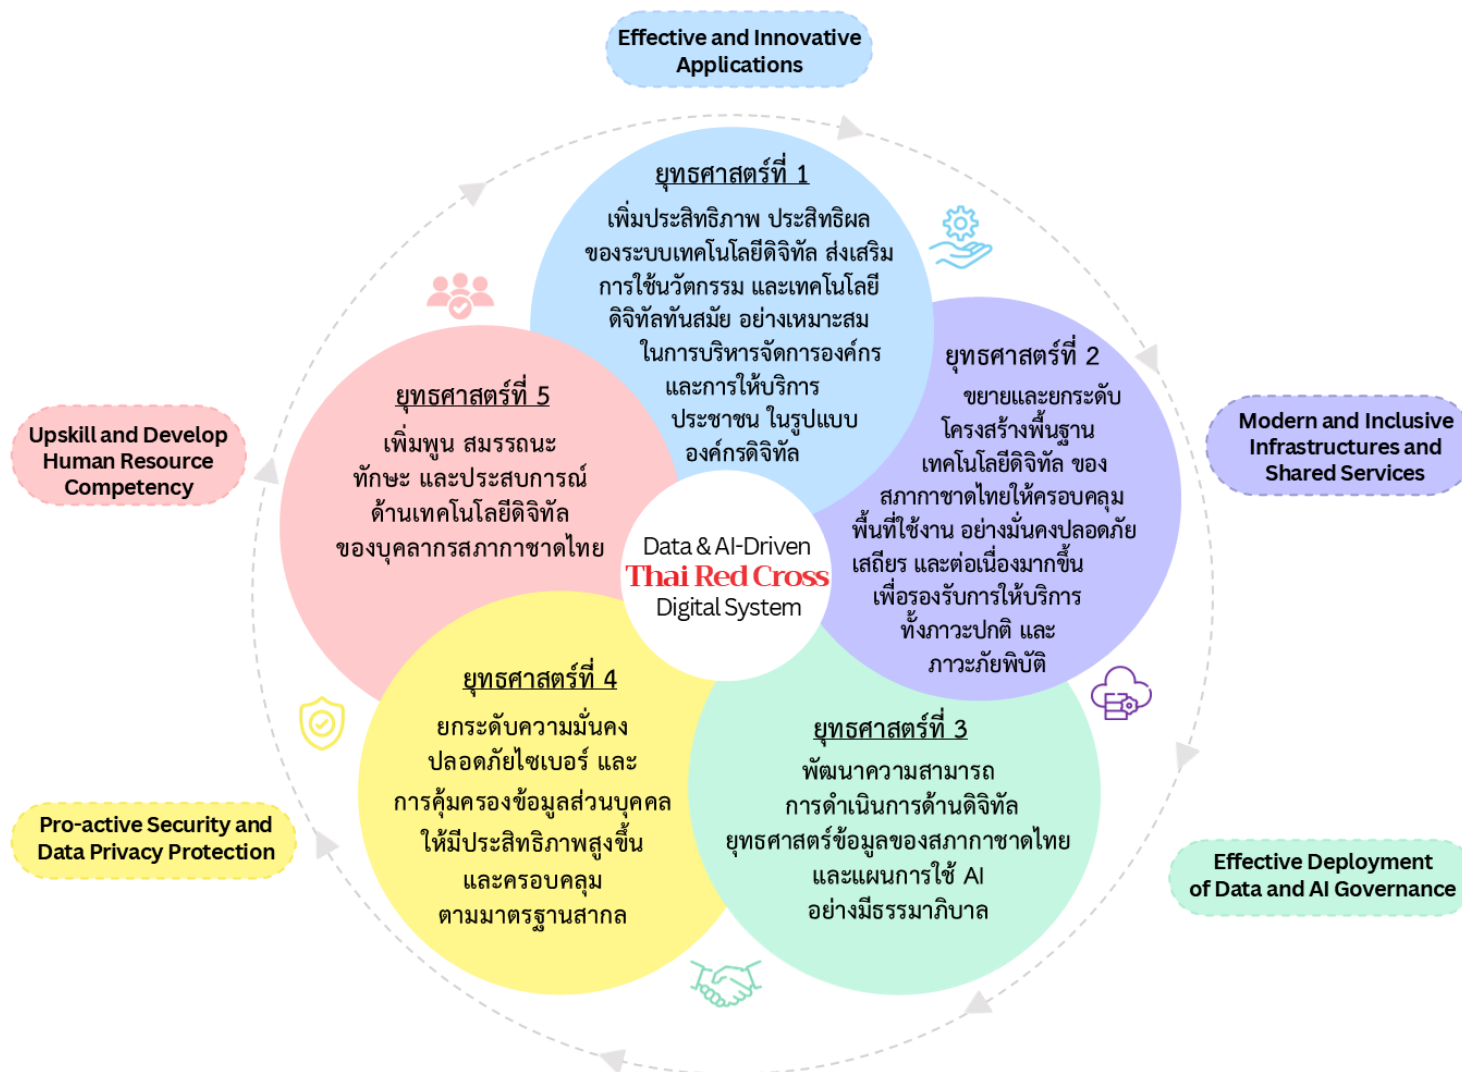 Effective and Innovative
Applications
ยุทธศาสตร์ที่ 1
เพิ่มประสิทธิภาพ ประสิทธิผล
ของระบบเทคโนโลยีดิจิทัล ส่งเสริม
การใช้นวัตกรรม และเทคโนโลยี
ดิจิทัลทันสมัย อย่างเหมาะสม
ในการบริหารจัดการองค์กร
และการให้บริการ
ประชาชน ในรูปแบบ
องค์กรดิจิทัล
ยุทธศาสตร์ที่ 2
ขยายและยกระดับ
โครงสร้างพื้นฐาน
เทคโนโลยีดิจิทัล ของ
สภากาชาดไทยให้ครอบคลุม
พื้นที่ใช้งาน อย่างมั่นคงปลอดภัย
เสถียร และต่อเนื่องมากขึ้น
เพื่อรองรับการให้บริการ
ทั้งภาวะปกติ และ
ภาวะภัยพิบัติ
Modern and Inclusive
Infrastructures and
Shared Services
ยุทธศาสตร์ที่ 3
พัฒนาความสามารถ
การดำเนินการด้านดิจิทัล
ยุทธศาสตร์ข้อมูลของสภากาชาดไทย
และแผนการใช้ AI
อย่างมีธรรมาภิบาล
Effective Deployment
of Data and AI Governance
ยุทธศาสตร์ที่ 4
ยกระดับความมั่นคง
ปลอดภัยไซเบอร์ และ
การคุ้มครองข้อมูลส่วนบุคคล
ให้มีประสิทธิภาพสูงขึ้น
และครอบคลุม
ตามมาตรฐานสากล
Pro-active Security and
Data Privacy Protection
ยุทธศาสตร์ที่ 5
เพิ่มพูน สมรรถนะ
ทักษะ และประสบการณ์
ด้านเทคโนโลยีดิจิทัล
ของบุคลากรสภากาชาดไทย
Upskill and Develop
Human Resource
Competency
Data & AI-Driven
Thai Red Cross
Digital System